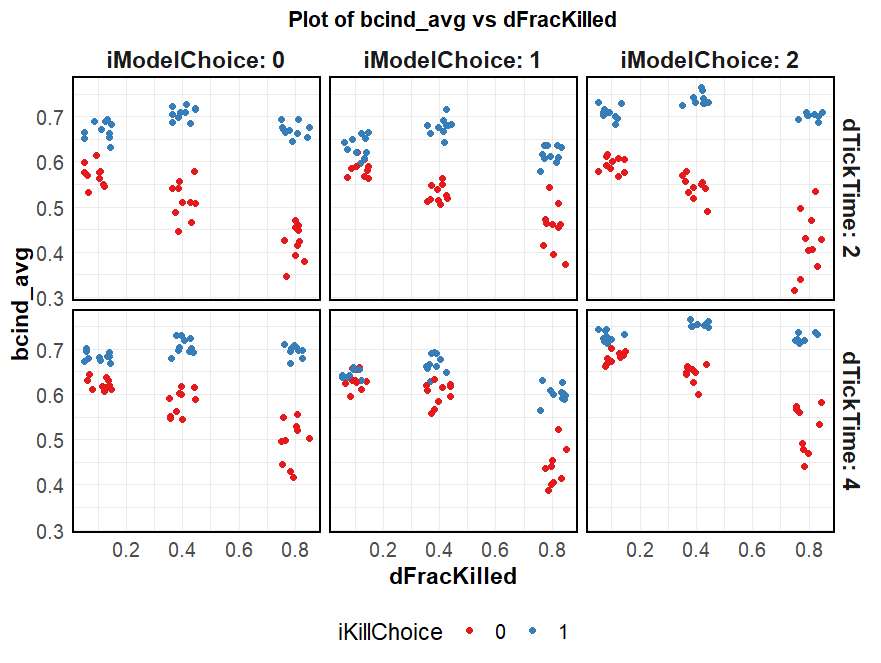 Plot of bcind_avg vs dFracKilled
iModelChoice: 0
iModelChoice: 1
iModelChoice: 2
0.7
0.6
0.5
0.4
0.3
dTickTime: 2
bcind_avg
0.7
0.6
0.5
0.4
0.3
dTickTime: 4
0.2 0.4 0.6 0.8
0.2 0.4 0.6 0.8
0.2 0.4 0.6 0.8
dFracKilled
iKillChoice 0 1